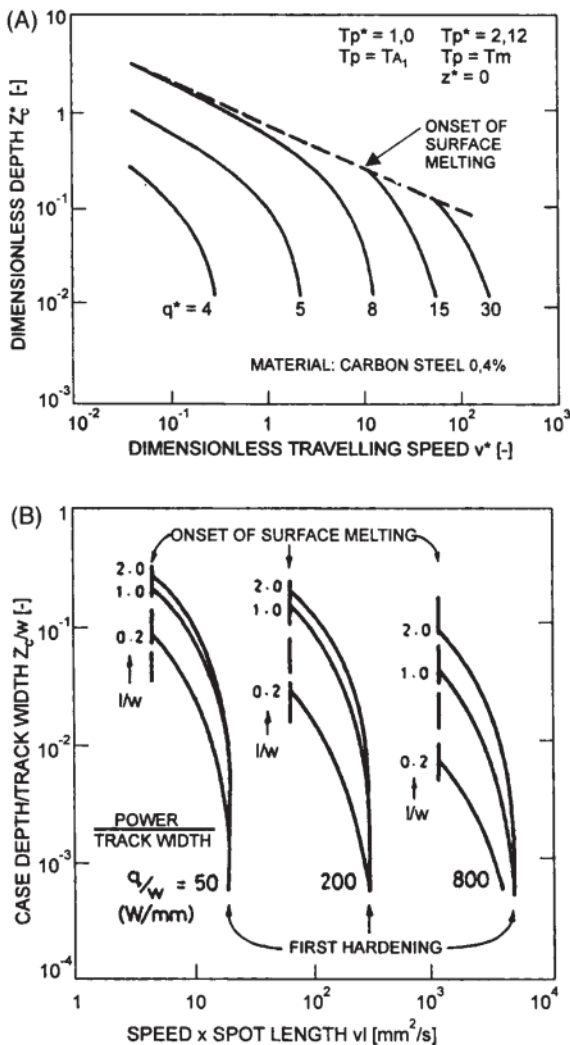 (A)
Tp* = 1,0 Tp* = 2,12
Tp = TA1 Tp = Tm
z* = 0
ONSET OF
SURFACE
MELTING
10
1
10-1
10-2
10-3
DIMENSIONLESS DEPTH Zc* [-]
q* = 4 5 8 15 30
MATERIAL: CARBON STEEL 0,4%
10-2 10-1 1 10 102 103
DIMENSIONLESS TRAVELLING SPEED v* [-]
(B)
1
10-1
10-2
10-3
10-4
CASE DEPTH/TRACK WIDTH Zc/w [-]
ONSET OF SURFACE MELTING
2.0 2.0 2.0
1.0 1.0 1.0
0.2 0.2 0.2
l/w l/w l/w
POWER
TRACK WIDTH
q/w = 50 200 800
(W/mm)
FIRST HARDENING
1 10 102 103 104
SPEED x SPOT LENGTH vl [mm2/s]